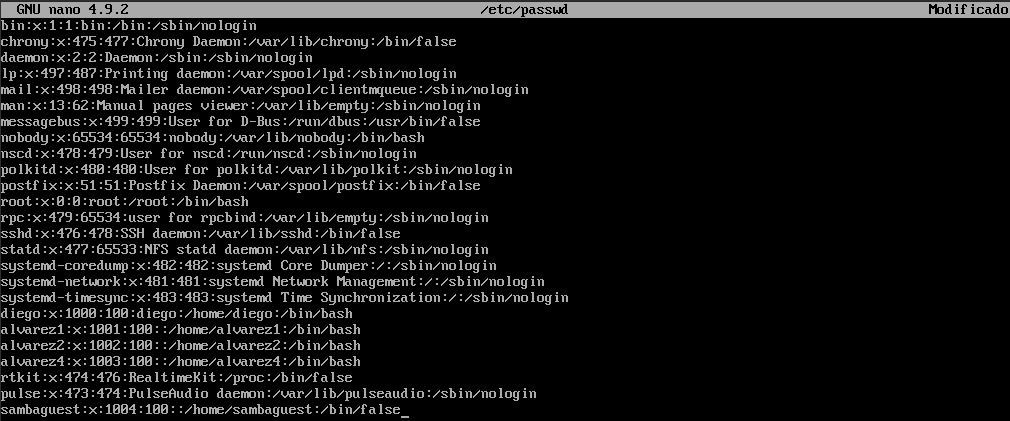 GNU nano 4.9.2 /etc/passwd Modificado
bin:x:1:1:bin:/bin:/sbin/nologin
chrony:x:475:477:Chrony Daemon:/var/lib/chrony:/bin/false
daemon:x:2:2:Daemon:/sbin:/sbin/nologin
lp:x:497:487:Printing daemon:/var/spool/lpd:/sbin/nologin
mail:x:498:498:Mailer daemon:/var/spool/clientmqueue:/sbin/nologin
man:x:13:62:Manual pages viewer:/var/lib/empty:/sbin/nologin
messagebus:x:499:499:User for D-Bus:/run/dbus:/usr/bin/false
nobody:x:65534:65534:nobody:/var/lib/nobody:/bin/bash
nscd:x:478:479:User for nscd:/run/nscd:/sbin/nologin
polkitd:x:480:480:User for polkitd:/var/lib/polkit:/sbin/nologin
postfix:x:51:51:Postfix Daemon:/var/spool/postfix:/bin/false
root:x:0:0:root:/root:/bin/bash
rpc:x:479:65534:user for rpcbind:/var/lib/empty:/sbin/nologin
sshd:x:476:478:SSH daemon:/var/lib/sshd:/bin/false
statd:x:477:65533:NFS statd daemon:/var/lib/nfs:/sbin/nologin
systemd-coredump:x:482:482:systemd Core Dumper:/:/sbin/nologin
systemd-network:x:481:481:systemd Network Management:/:/sbin/nologin
systemd-timesync:x:483:483:systemd Time Synchronization:/:/sbin/nologin
diego:x:1000:100:diego:/home/diego:/bin/bash
alvarez1:x:1001:100::/home/alvarez1:/bin/bash
alvarez2:x:1002:100::/home/alvarez2:/bin/bash
alvarez4:x:1003:100::/home/alvarez4:/bin/bash
rtkit:x:474:476:RealtimeKit:/proc:/bin/false
pulse:x:473:474:PulseAudio daemon:/var/lib/pulseaudio:/sbin/nologin
sambaguest:x:1004:100::/home/sambaguest:/bin/false